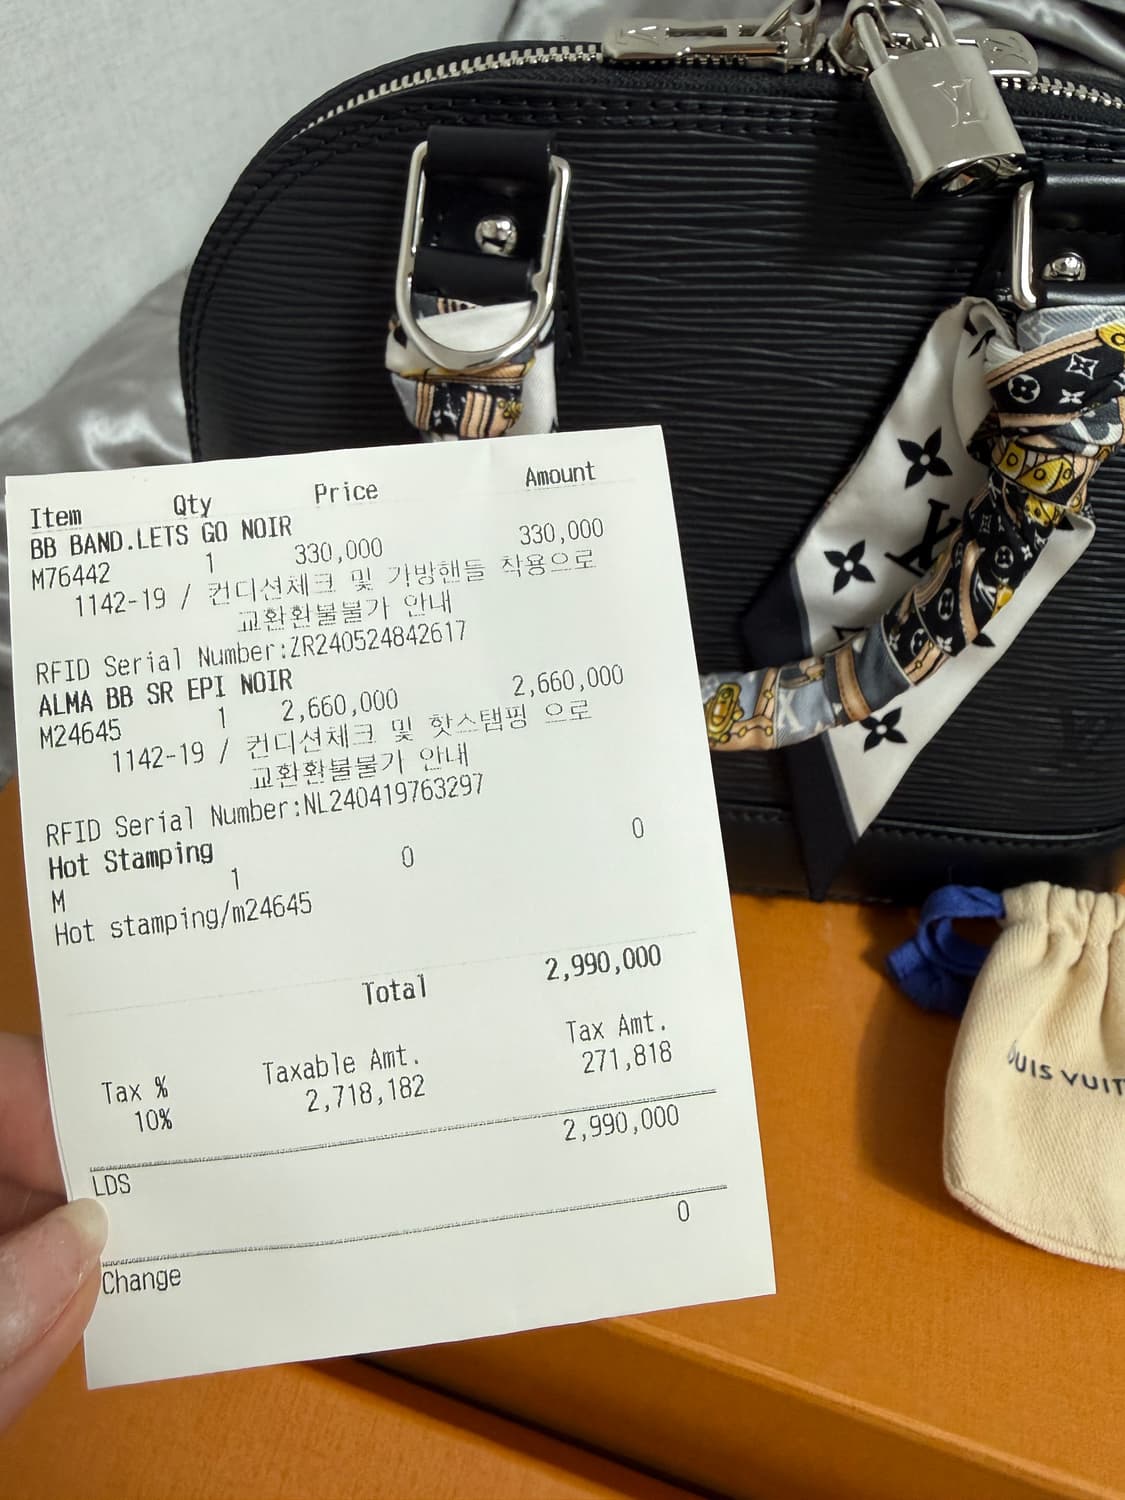 Item Qty Price Amount
BB BAND.LETS GO NOIR
M76442 1 330,000 330,000
1142-19 / 컨디션체크 및 가방핸들 착용으로
교환환불불가 안내
RFID Serial Number:ZR240524842617
ALMA BB SR EPI NOIR
M24645 1 2,660,000 2,660,000
1142-19 / 컨디션체크 및 핫스탬핑 으로
교환환불불가 안내
RFID Serial Number:NL240419763297
Hot Stamping
M 1 0 0
Hot stamping/m24645
Total 2,990,000
Tax % Taxable Amt. Tax Amt.
10% 2,718,182 271,818
LDS 2,990,000
Change 0
LV
OUIS VUIT